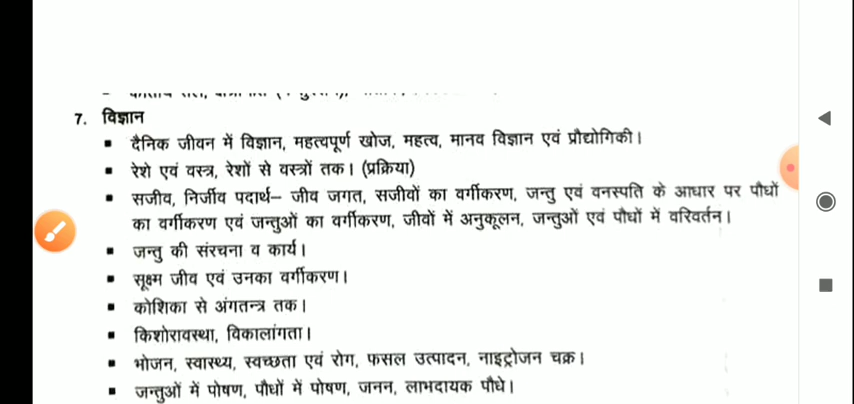 7. विज्ञान
▪ दैनिक जीवन में विज्ञान, महत्वपूर्ण खोज, महत्व, मानव विज्ञान एवं प्रौद्योगिकी।
▪ रेशे एवं वस्त्र, रेशों से वस्त्रों तक। (प्रक्रिया)
▪ सजीव, निर्जीव पदार्थ– जीव जगत, सजीवों का वर्गीकरण, जन्तु एवं वनस्पति के आधार पर पौधों
का वर्गीकरण एवं जन्तुओं का वर्गीकरण, जीवों में अनुकूलन, जन्तुओं एवं पौधों में वरिवर्तन।
▪ जन्तु की संरचना व कार्य।
▪ सूक्ष्म जीव एवं उनका वर्गीकरण।
▪ कोशिका से अंगतन्त्र तक।
▪ किशोरावस्था, विकालांगता।
▪ भोजन, स्वास्थ्य, स्वच्छता एवं रोग, फसल उत्पादन, नाइट्रोजन चक्र।
▪ जन्तुओं में पोषण, पौधों में पोषण, जनन, लाभदायक पौधे।